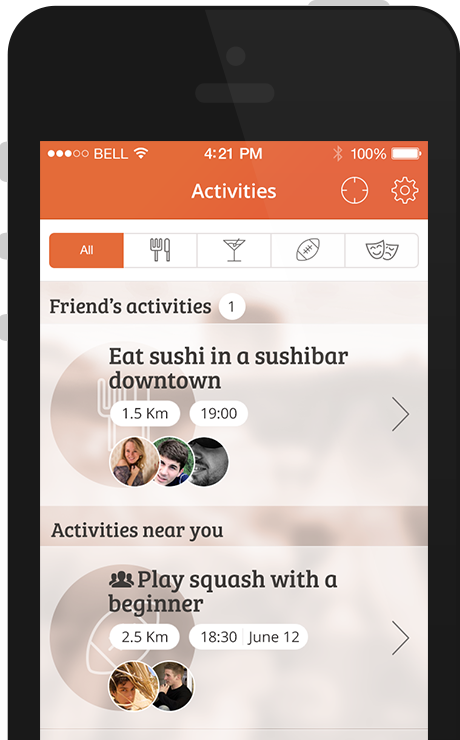 BELL 4:21 PM 100%
Activities
All
Friend's activities 1
Eat sushi in a sushibar
downtown
1.5 Km 19:00
Activities near you
Play squash with a
beginner
2.5 Km 18:30 June 12